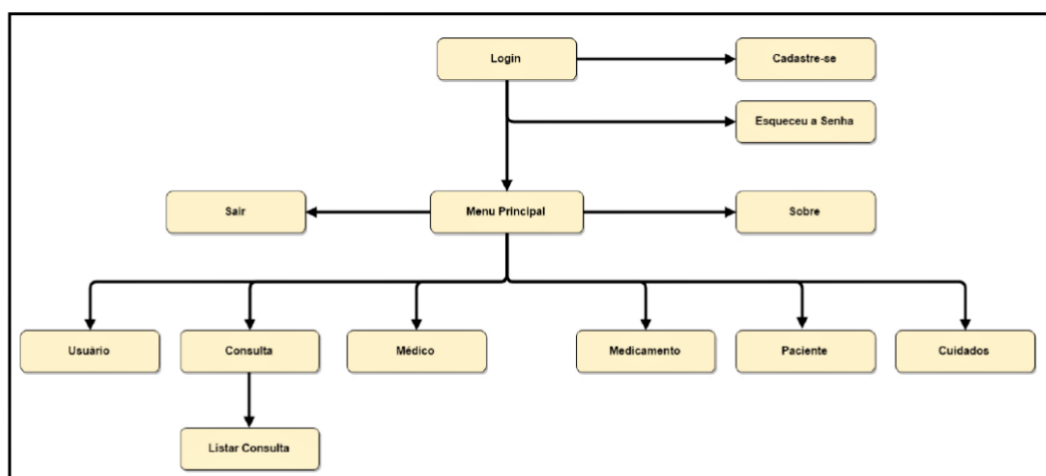 Login
Cadastre-se
Esqueceu a Senha
Sair
Menu Principal
Sobre
Usuário
Consulta
Médico
Medicamento
Paciente
Cuidados
Listar Consulta